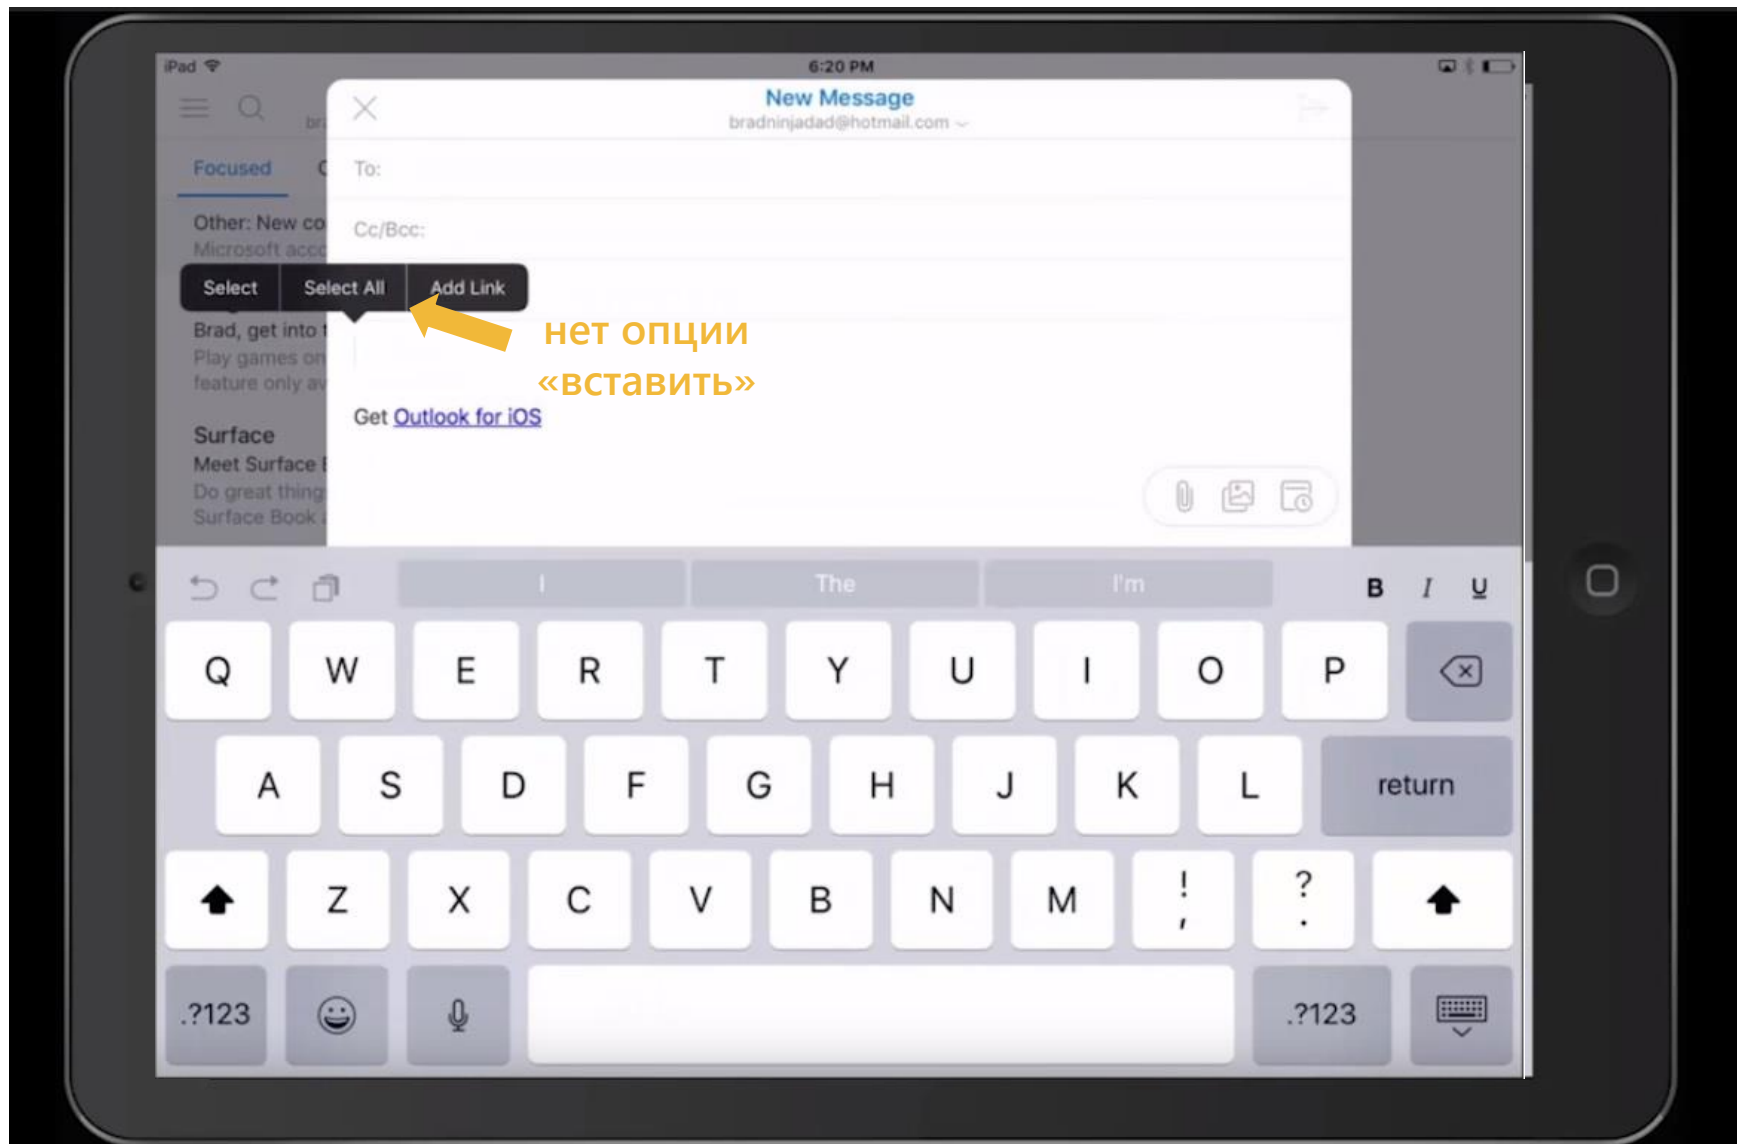 iPad
6:20 PM
New Message
bradninjadad@hotmail.com
Focused
To:
Other: New co
Cc/Bcc:
Microsoft acco
Select Select All Add Link
Brad, get into t
нет опции
Play games on
feature only av
«вставить»
Get Outlook for iOS
Surface
Meet Surface
Do great thing
Surface Book
I The I'm
B I U
Q W E R T Y U I O P
A S D F G H J K L return
Z X C V B N M ! , ? .
.?123 .?123